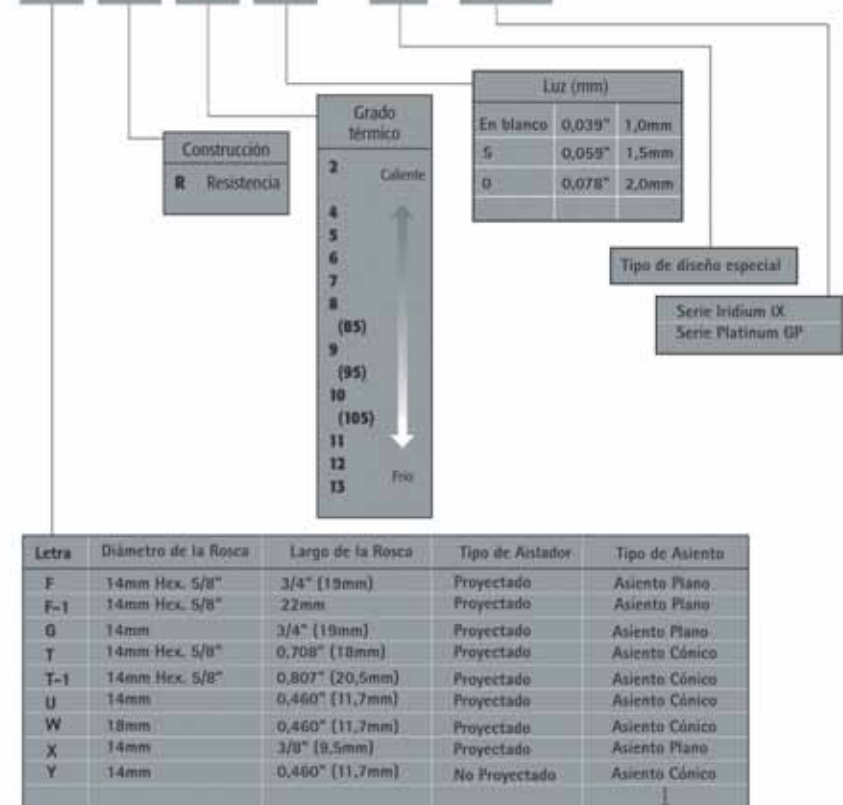 Luz (mm)
En blanco 0,039" 1,0mm
S 0,059" 1,5mm
0 0,078" 2,0mm
Grado
térmico
2 Caliente
4
5
6
7
8
(85)
9
(95)
10
(105)
11
12
13
Frío
Construcción
R Resistencia
Tipo de diseño especial
Serie Iridium IX
Serie Platinum GP
Letra Diámetro de la Rosca Largo de la Rosca Tipo de Aislador Tipo de Asiento
F 14mm Hex. 5/8" 3/4" (19mm) Proyectado Asiento Plano
F-1 14mm Hex. 5/8" 22mm Proyectado Asiento Plano
G 14mm 3/4" (19mm) Proyectado Asiento Plano
T 14mm Hex. 5/8" 0,708" (18mm) Proyectado Asiento Cónico
T-1 14mm Hex. 5/8" 0,807" (20,5mm) Proyectado Asiento Cónico
U 14mm 0,460" (11,7mm) Proyectado Asiento Cónico
W 18mm 0,460" (11,7mm) Proyectado Asiento Cónico
X 14mm 3/8" (9,5mm) Proyectado Asiento Plano
Y 14mm 0,460" (11,7mm) No Proyectado Asiento Cónico